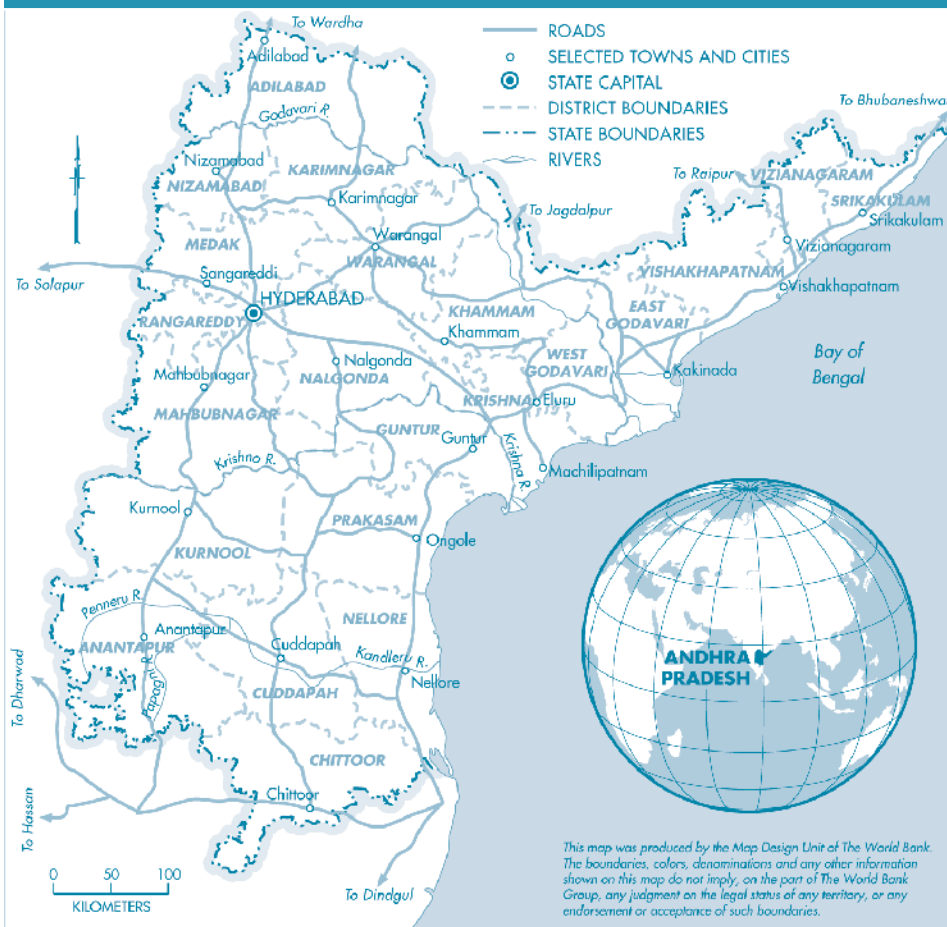 To Wardha
ROADS
SELECTED TOWNS AND CITIES
STATE CAPITAL
DISTRICT BOUNDARIES
STATE BOUNDARIES
RIVERS
Adilabad
ADILABAD
Godavari R.
To Bhubaneshwar
Nizamabad
NIZAMABAD
KARIMNAGAR
Karimnagar
To Raipur
VIZIANAGARAM
SRIKAKULAM
Srikakulam
To Jagdalpur
MEDAK
Warangal
WARANGAL
Vizianagaram
To Solapur
Sangareddi
VISHAKHAPATNAM
Vishakhapatnam
HYDERABAD
RANGAREDDY
KHAMMAM
Khammam
EAST
GODAVARI
Mahbubnagar
MAHBUBNAGAR
Nalgonda
NALGONDA
WEST
GODAVARI
Kakinada
Bay of
Bengal
KRISHNA
Eluru
GUNTUR
Guntur
Krishna R.
Krishno R.
Machilipatnam
Kurnool
KURNOOL
PRAKASAM
Ongole
Penneru R.
Anantapur
ANANTAPUR
Papagni R.
NELLORE
Cuddapah
Kandleru R.
Nellore
CUDDAPAH
ANDHRA
PRADESH
To Dharwad
CHITTOOR
Chittoor
To Hassan
To Dindgul
0 50 100
KILOMETERS
This map was produced by the Map Design Unit of The World Bank.
The boundaries, colors, denominations and any other information
shown on this map do not imply, on the part of The World Bank
Group, any judgment on the legal status of any territory, or any
endorsement or acceptance of such boundaries.